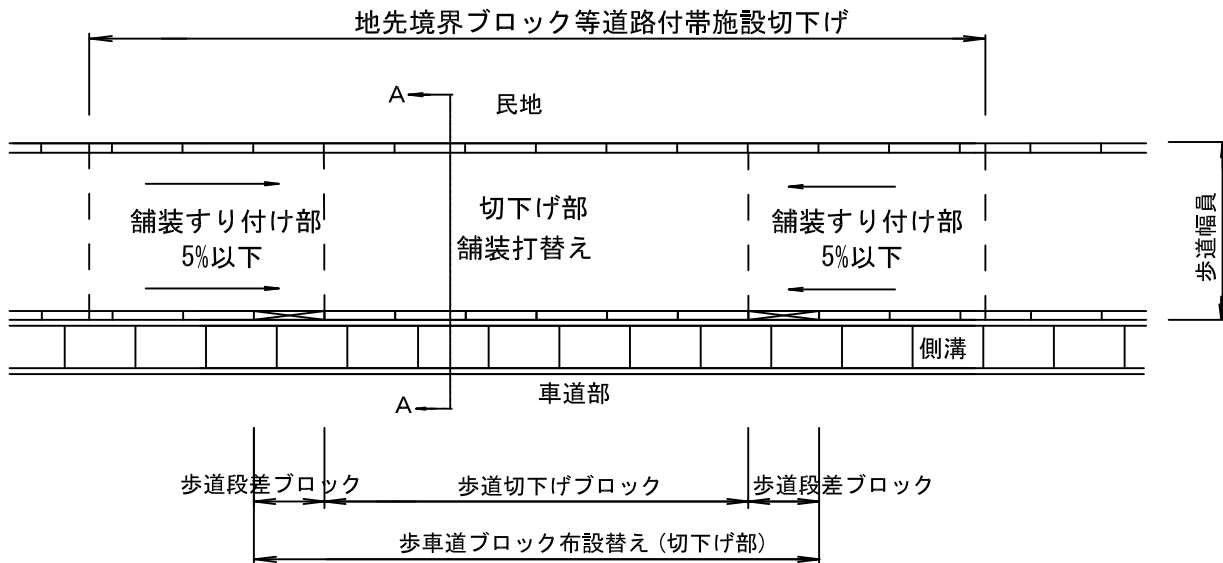 地先境界ブロック等道路付帯施設切下げ
A
民地
舗装すり付け部
5%以下
切下げ部
舗装打替え
舗装すり付け部
5%以下
歩道幅員
側溝
車道部
A
歩道段差ブロック
歩道切下げブロック
歩道段差ブロック
歩車道ブロック布設替え(切下げ部)